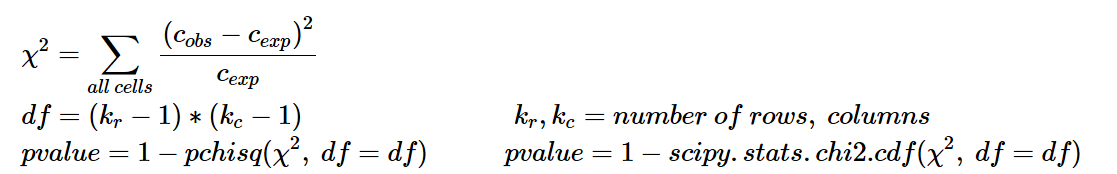 χ² = ∑ all cells (c_obs − c_exp)² / c_exp
df = (k_r − 1) * (k_c − 1) k_r, k_c = number of rows, columns
pvalue = 1 − pchisq(χ², df = df) pvalue = 1 − scipy.stats.chi2.cdf(χ², df = df)